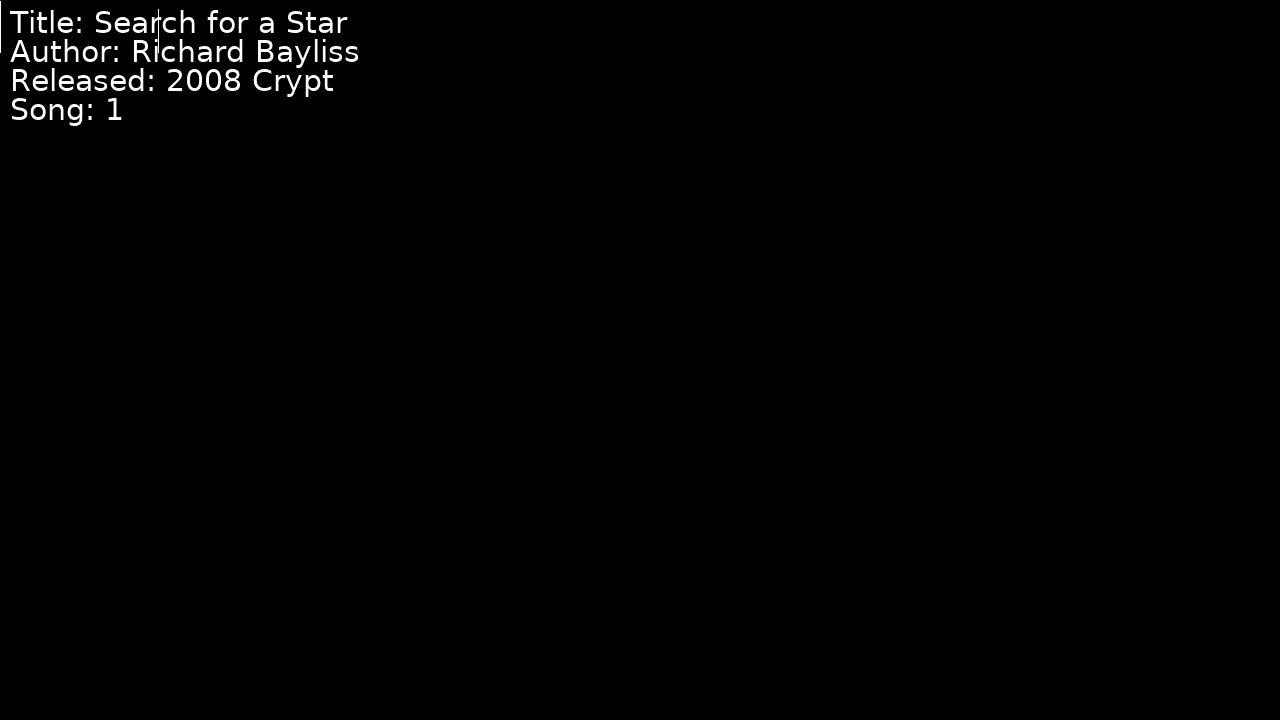 Title: Search for a Star
Author: Richard Bayliss
Released: 2008 Crypt
Song: 1